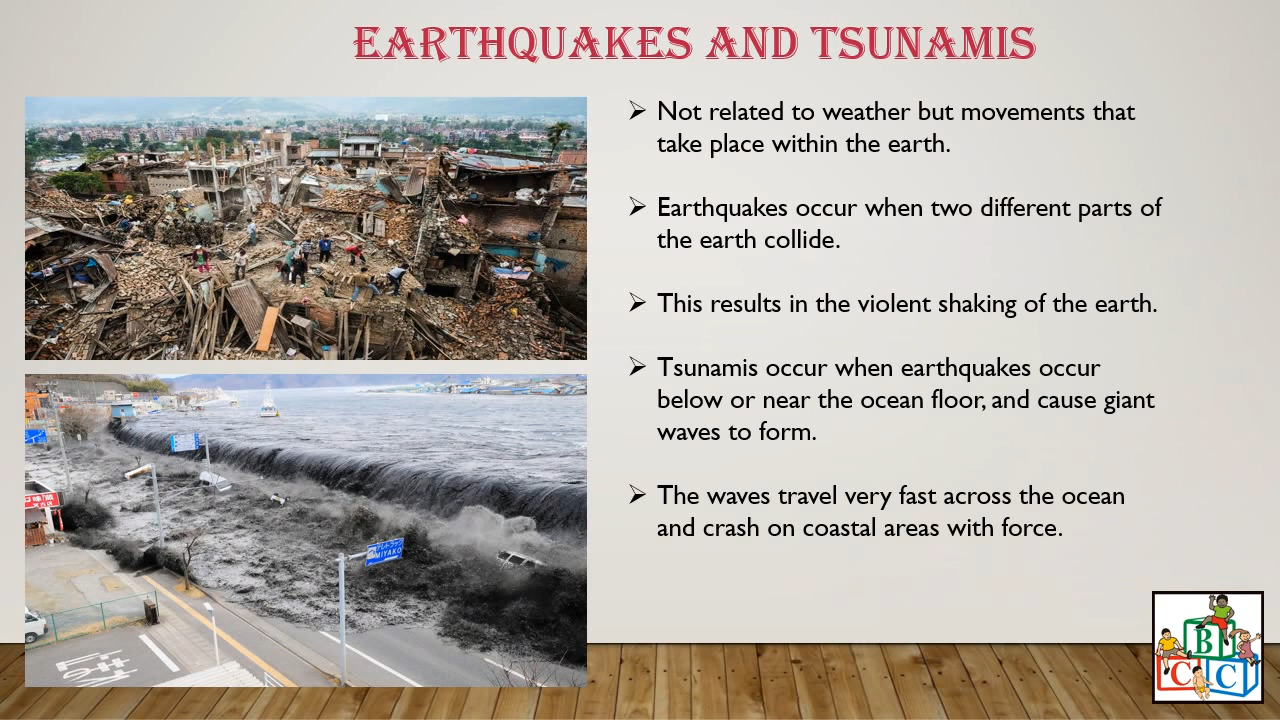 EARTHQUAKES AND TSUNAMIS
Not related to weather but movements that
take place within the earth.
Earthquakes occur when two different parts of
the earth collide.
This results in the violent shaking of the earth.
Tsunamis occur when earthquakes occur
below or near the ocean floor, and cause giant
waves to form.
The waves travel very fast across the ocean
and crash on coastal areas with force.
MIYAKO
B
C C